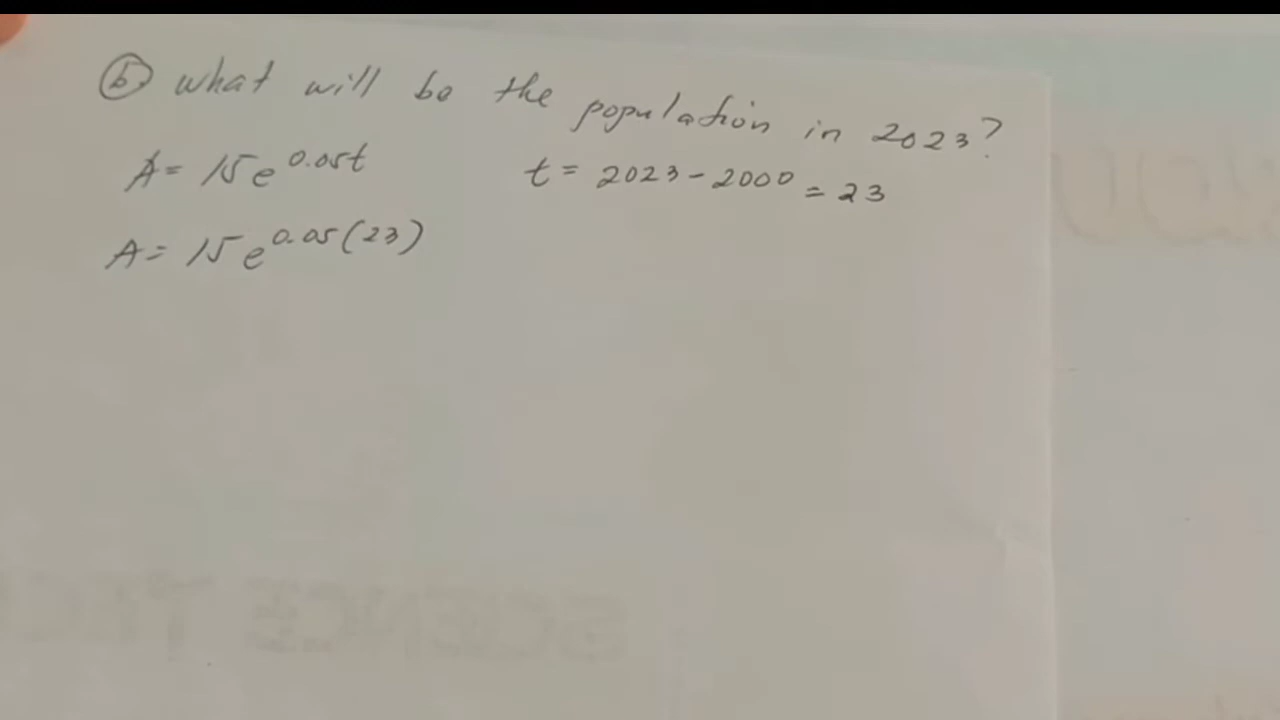 ⓑ What will be the population in 2023?
A = 15e^0.05t t = 2023 - 2000 = 23
A = 15e^0.05(23)